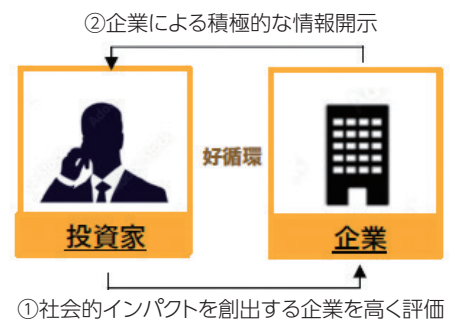 ②企業による積極的な情報開示
好循環
投資家
企業
①社会的インパクトを創出する企業を高く評価